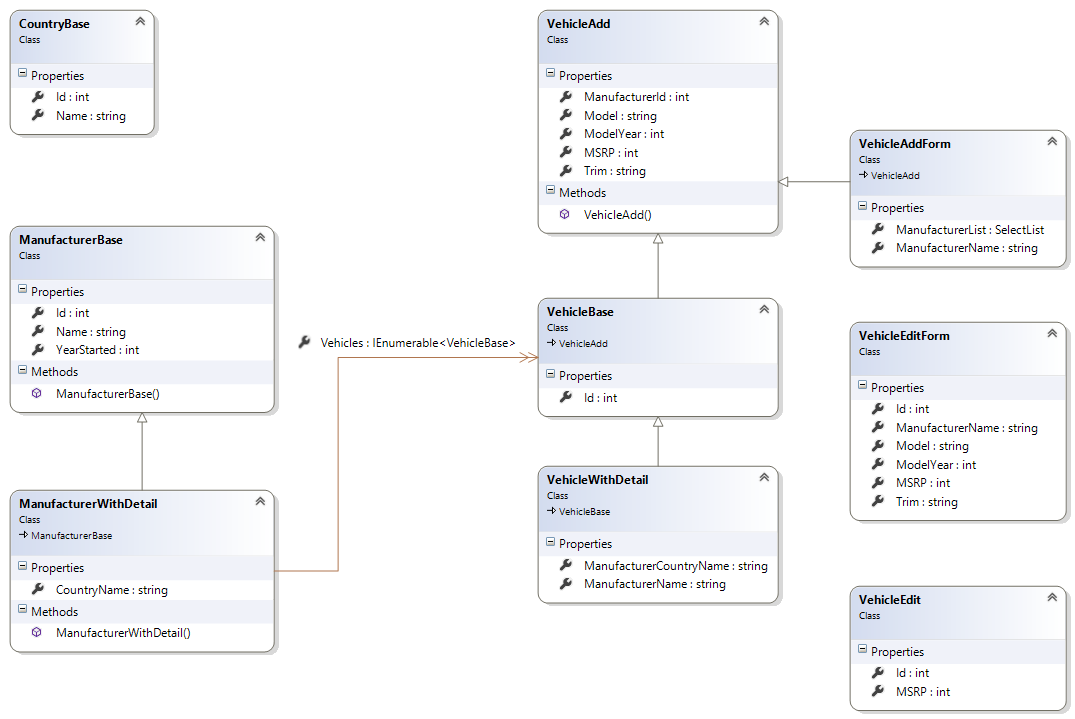 CountryBase
Class
Properties
Id : int
Name : string
ManufacturerBase
Class
Properties
Id : int
Name : string
YearStarted : int
Methods
ManufacturerBase()
ManufacturerWithDetail
Class
ManufacturerBase
Properties
CountryName : string
Methods
ManufacturerWithDetail()
Vehicles : IEnumerable<VehicleBase>
VehicleAdd
Class
Properties
ManufacturerId : int
Model : string
ModelYear : int
MSRP : int
Trim : string
Methods
VehicleAdd()
VehicleBase
Class
VehicleAdd
Properties
Id : int
VehicleWithDetail
Class
VehicleBase
Properties
ManufacturerCountryName : string
ManufacturerName : string
VehicleAddForm
Class
VehicleAdd
Properties
ManufacturerList : SelectList
ManufacturerName : string
VehicleEditForm
Class
Properties
Id : int
ManufacturerName : string
Model : string
ModelYear : int
MSRP : int
Trim : string
VehicleEdit
Class
Properties
Id : int
MSRP : int